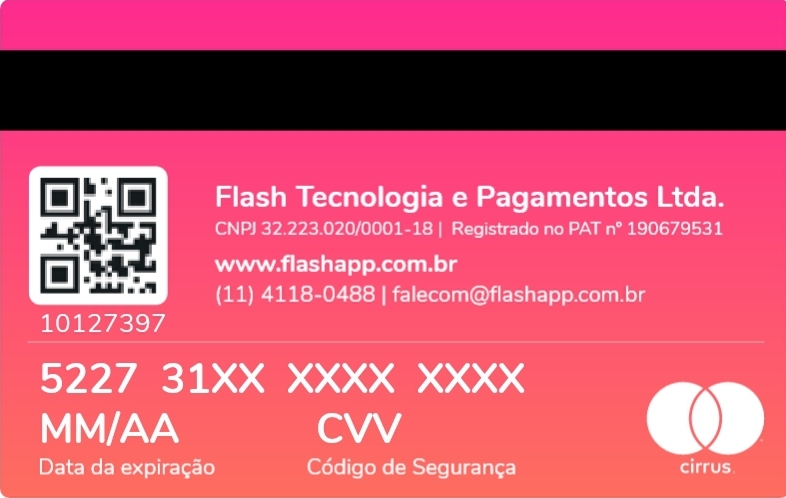 Flash Tecnologia e Pagamentos Ltda.
CNPJ 32.223.020/0001-18 | Registrado no PAT nº 190679531
www.flashapp.com.br
(11) 4118-0488 | falecom@flashapp.com.br
10127397
5227 31XX XXXX XXXX
MM/AA CVV
Data da expiração Código de Segurança
cirrus